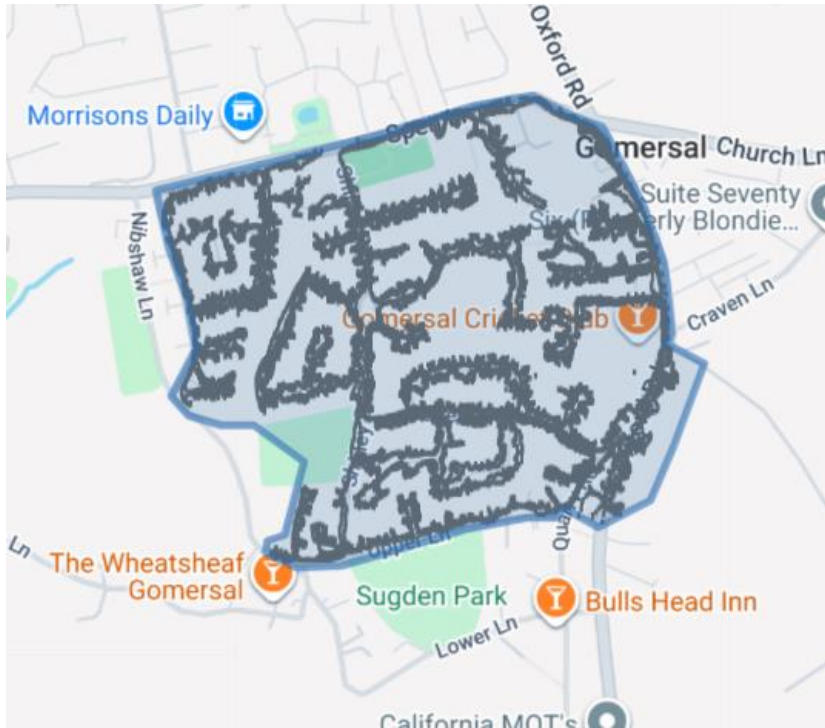 Oxford Rd
Morrisons Daily
Gomersal
Church Ln
Suite Seventy
Blondie...
Nibshaw Ln
Craven Ln
Gomersal Cricket Club
Upper Ln
Ln
The Wheatsheaf
Gomersal
Sugden Park
Bulls Head Inn
Lower Ln
California MOT's